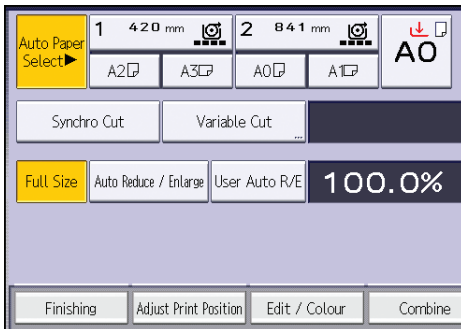 Auto Paper
Select▶
1 420 mm
2 841 mm
A0
A2
A3
A0
A1
Synchro Cut
Variable Cut
...
Full Size
Auto Reduce / Enlarge
User Auto R/E
100.0%
Finishing
Adjust Print Position
Edit / Colour
Combine